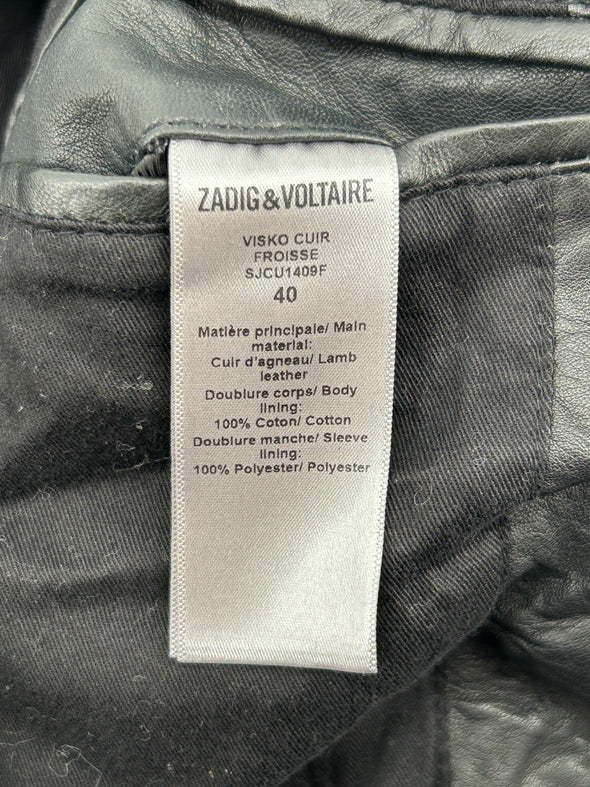 ZADIG&VOLTAIRE
VISKO CUIR
FROISSE
SJCU1409F
40
Matière principale/ Main
material:
Cuir d'agneau/ Lamb
leather
Doublure corps/ Body
lining:
100% Coton/ Cotton
Doublure manche/ Sleeve
lining:
100% Polyester/ Polyester